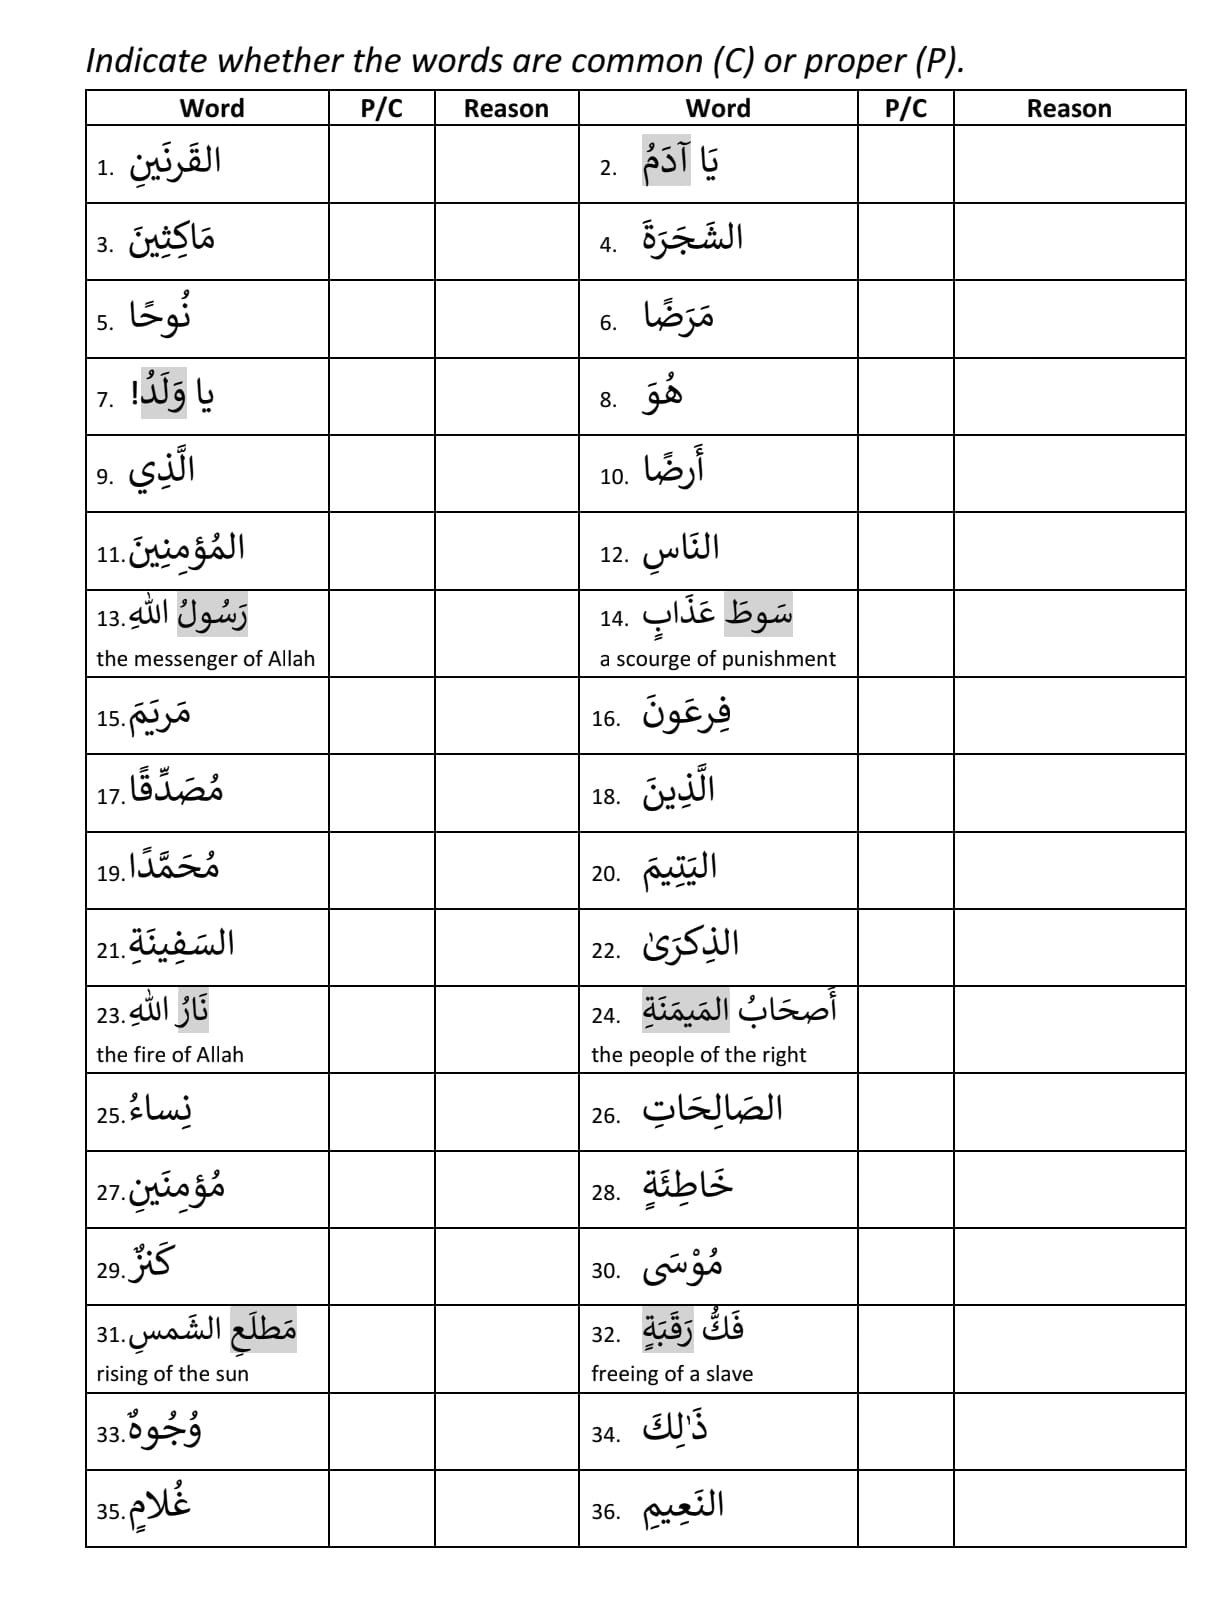 Indicate whether the words are common (C) or proper (P).
Word P/C Reason Word P/C Reason
1. القَرنَينِ 2. يَا آدَمُ
3. مَاكِثِينَ 4. الشَجَرَةَ
5. نُوحًا 6. مَرَضًا
7. يا وَلَدُ! 8. هُوَ
9. الَّذِي 10. أَرضًا
11. المُؤمِنِينَ 12. النَاسِ
13. رَسُولُ اللهِ 14. سَوطَ عَذَابٍ
the messenger of Allah a scourge of punishment
15. مَريَمَ 16. فِرعَونَ
17. مُصَدِّقًا 18. الَّذِينَ
19. مُحَمَّدًا 20. اليَتِيمَ
21. السَفِينَةِ 22. الذِكرَىٰ
23. نَارُ اللهِ 24. أَصحَابُ المَيمَنَةِ
the fire of Allah the people of the right
25. نِساءُ 26. الصَالِحَاتِ
27. مُؤمِنَينِ 28. خَاطِئَةٍ
29. كَنزٌ 30. مُوْسَى
31. مَطلَعِ الشَمسِ 32. فَكُّ رَقَبَةٍ
rising of the sun freeing of a slave
33. وُجُوهٌ 34. ذَٰلِكَ
35. غُلامٍ 36. النَعِيمِ